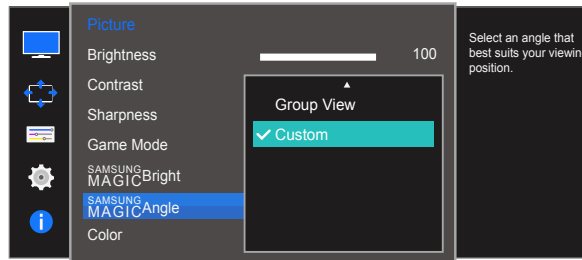 Picture
Brightness 100
Contrast
Sharpness
Game Mode
SAMSUNG
MAGICBright
SAMSUNG
MAGICAngle
Color
▲
Group View
✓ Custom
Select an angle that
best suits your viewin
position.